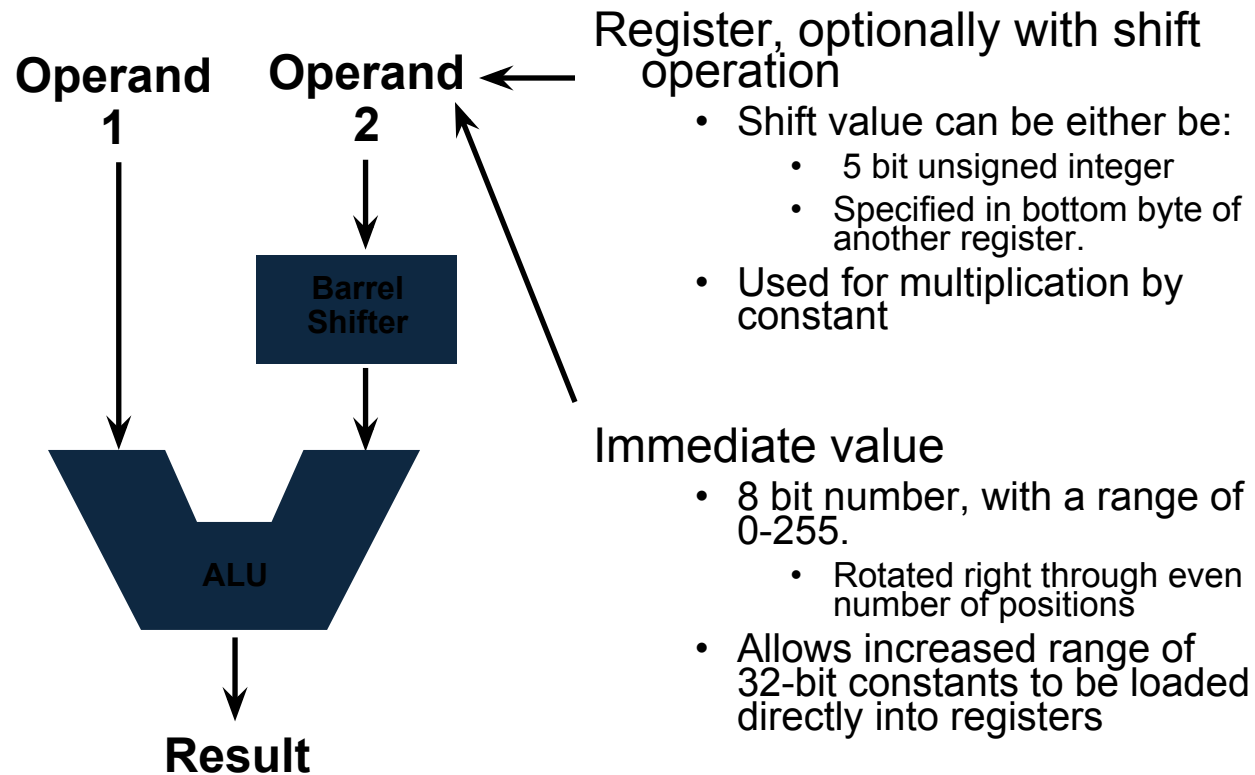 Operand
1
Operand
2
Barrel
Shifter
ALU
Result
Register, optionally with shift
operation
• Shift value can be either be:
• 5 bit unsigned integer
• Specified in bottom byte of
another register.
• Used for multiplication by
constant
Immediate value
• 8 bit number, with a range of
0-255.
• Rotated right through even
number of positions
• Allows increased range of
32-bit constants to be loaded
directly into registers